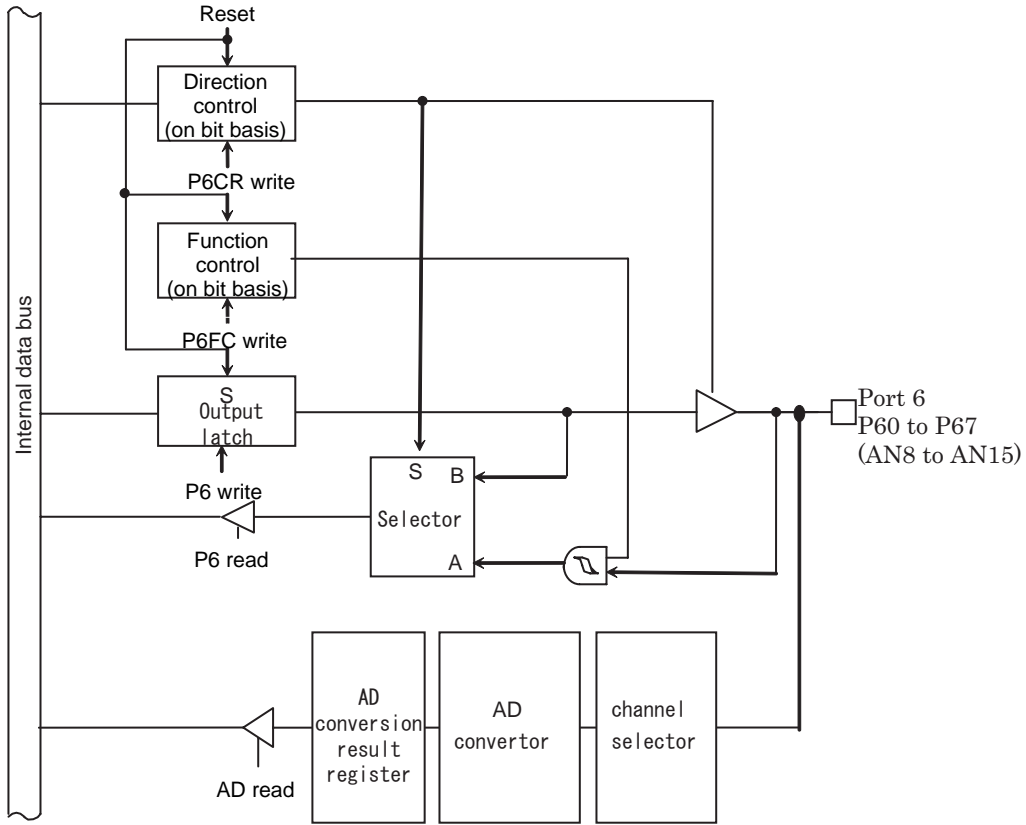 Reset
Direction
control
(on bit basis)
P6CR write
Function
control
(on bit basis)
P6FC write
Internal data bus
S
Output
latch
P6 write
Port 6
P60 to P67
(AN8 to AN15)
S
B
Selector
A
P6 read
AD
conversion
result
register
AD
convertor
channel
selector
AD read